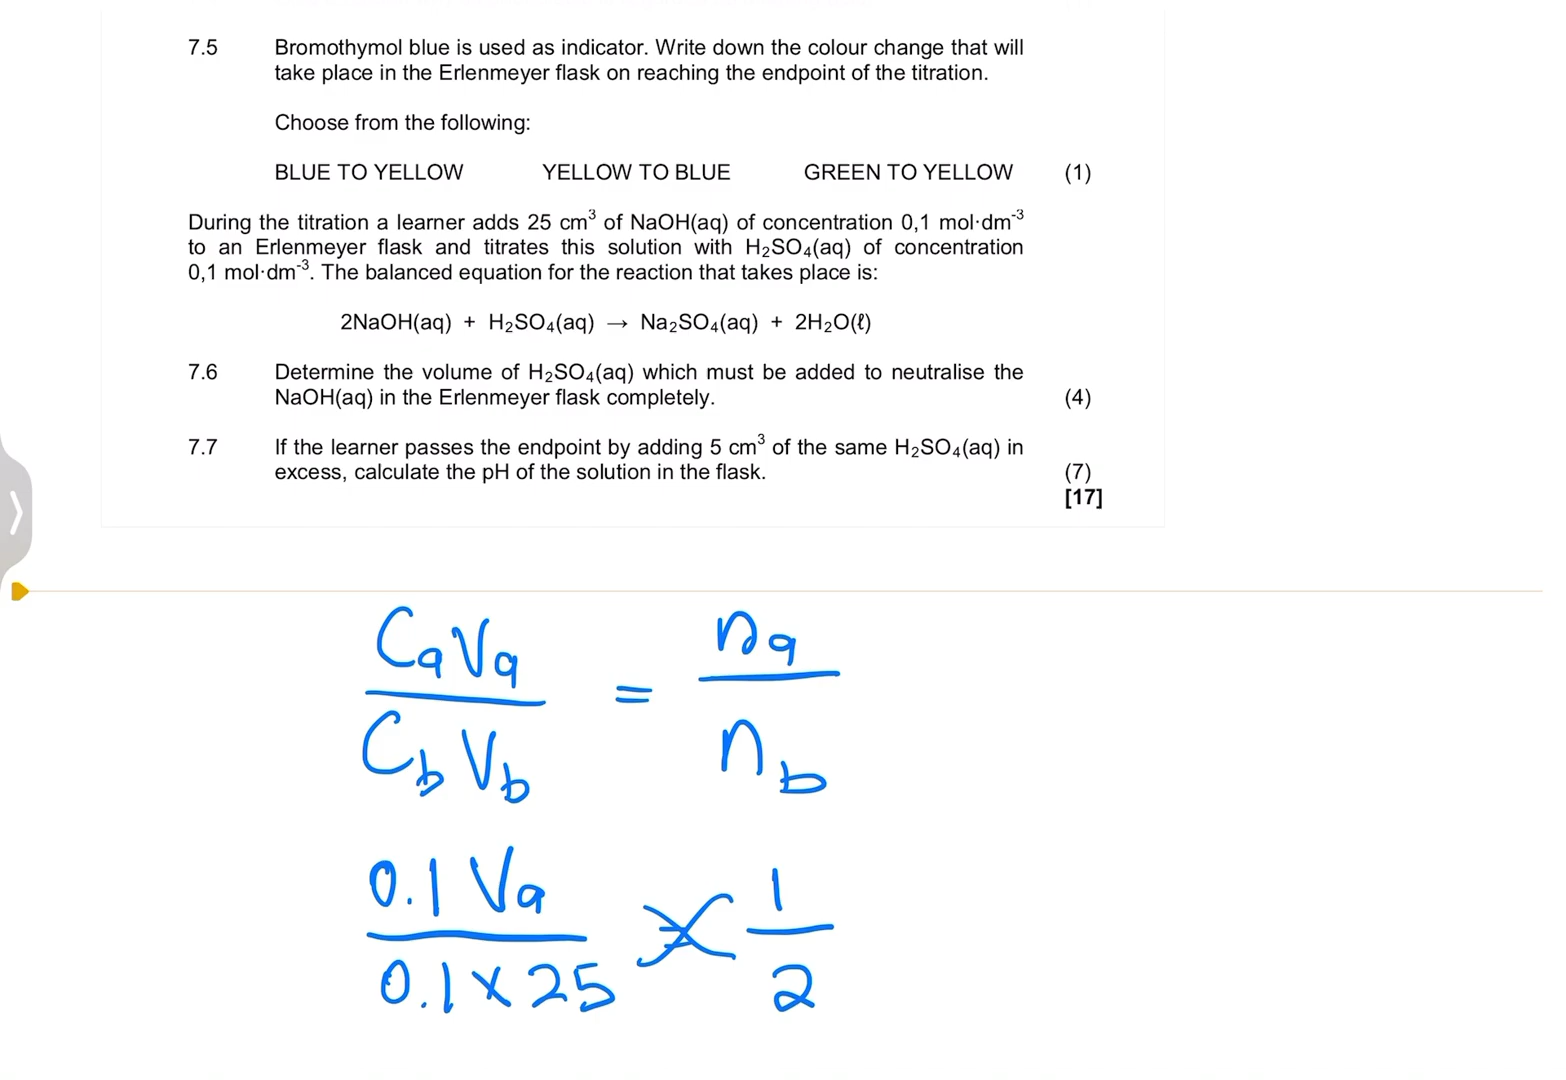 7.5 Bromothymol blue is used as indicator. Write down the colour change that will
take place in the Erlenmeyer flask on reaching the endpoint of the titration.
Choose from the following:
BLUE TO YELLOW YELLOW TO BLUE GREEN TO YELLOW (1)
During the titration a learner adds 25 cm³ of NaOH(aq) of concentration 0,1 mol·dm⁻³
to an Erlenmeyer flask and titrates this solution with H₂SO₄(aq) of concentration
0,1 mol·dm⁻³. The balanced equation for the reaction that takes place is:
2NaOH(aq) + H₂SO₄(aq) → Na₂SO₄(aq) + 2H₂O(ℓ)
7.6 Determine the volume of H₂SO₄(aq) which must be added to neutralise the
NaOH(aq) in the Erlenmeyer flask completely. (4)
7.7 If the learner passes the endpoint by adding 5 cm³ of the same H₂SO₄(aq) in
excess, calculate the pH of the solution in the flask. (7)
[17]
CaVa / CbVb = na / nb
0.1 Va / 0.1 × 25 = 1 / 2